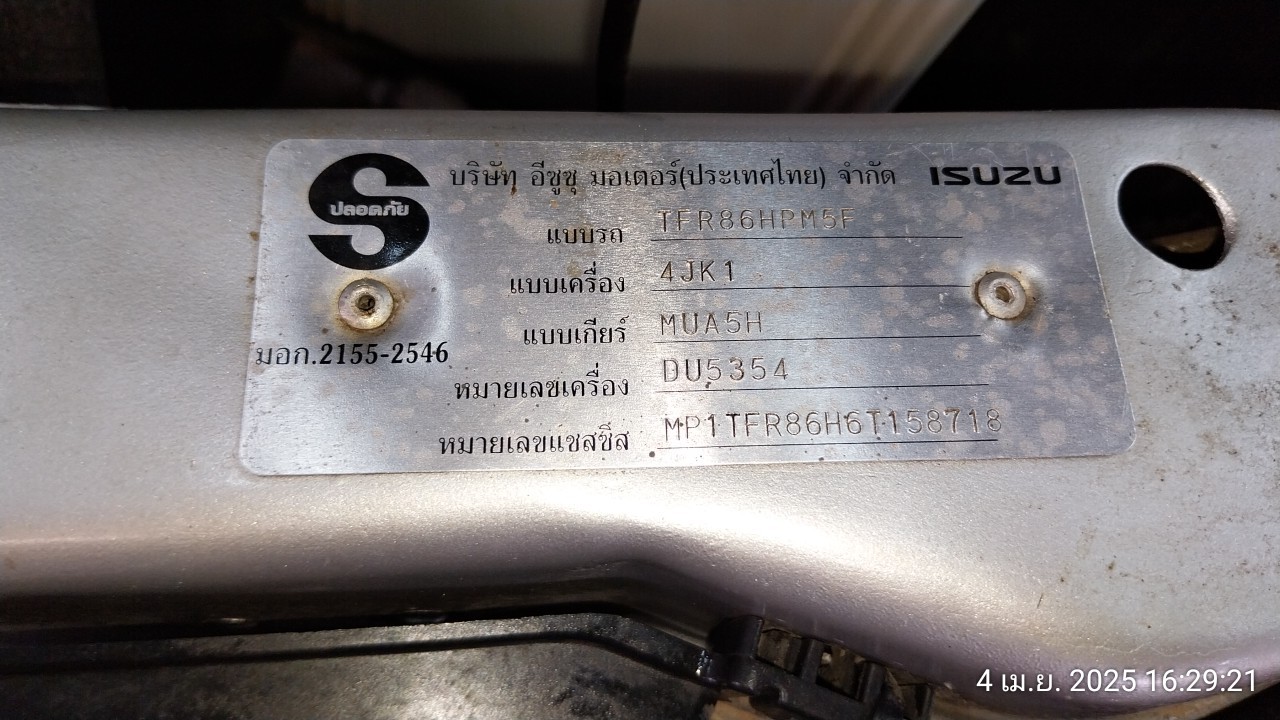 บริษัท อีซูซุ มอเตอร์(ประเทศไทย) จำกัด ISUZU
ปลอดภัย
แบบรถ TFR86HPM5F
แบบเครื่อง 4JK1
แบบเกียร์ MUA5H
มอก.2155-2546
หมายเลขเครื่อง DU5354
หมายเลขแชสซีส MP1TFR86H6T158718
4 เม.ย. 2025 16:29:21